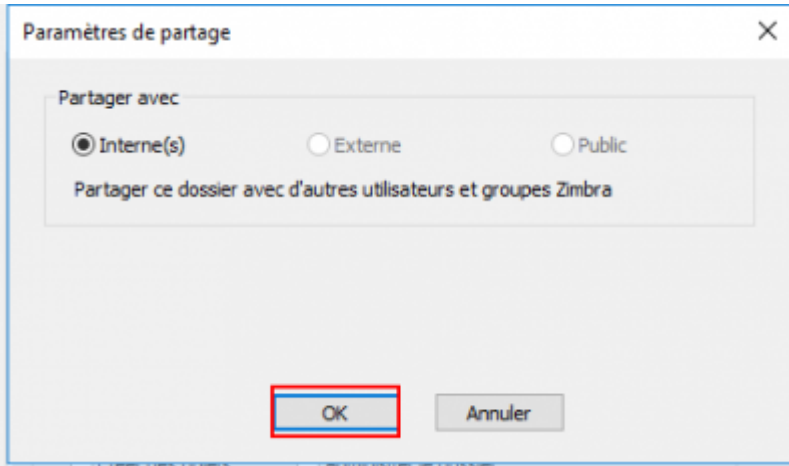 Paramètres de partage
Partager avec
Interne(s) Externe Public
Partager ce dossier avec d'autres utilisateurs et groupes Zimbra
OK Annuler